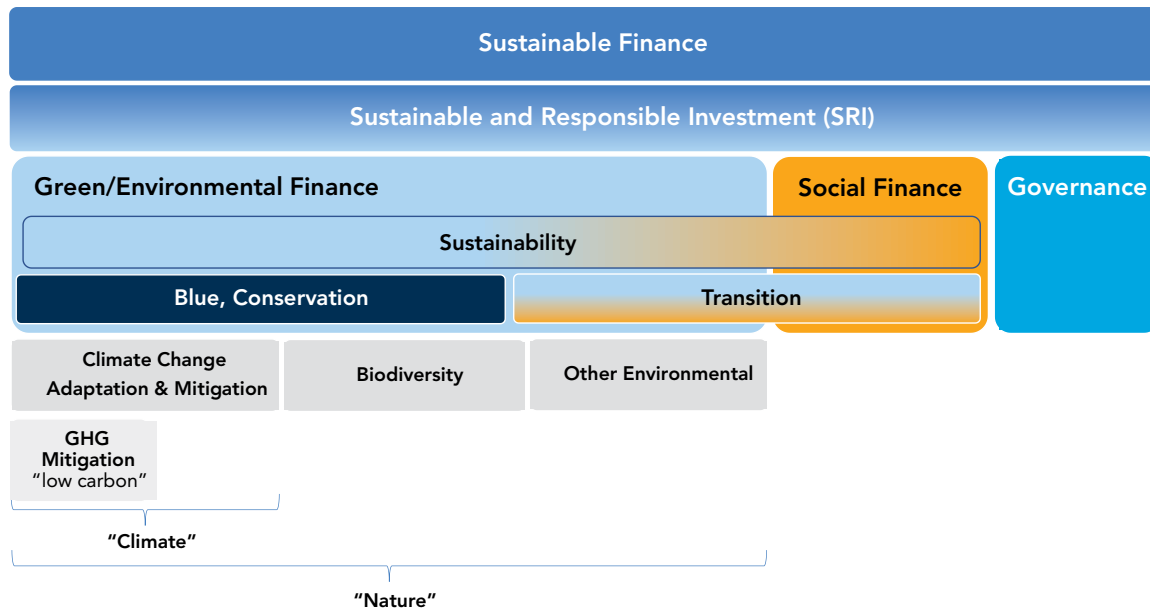 Sustainable Finance
Sustainable and Responsible Investment (SRI)
Green/Environmental Finance
Social Finance
Governance
Sustainability
Blue, Conservation
Transition
Climate Change
Adaptation & Mitigation
Biodiversity
Other Environmental
GHG
Mitigation
“low carbon”
“Climate”
“Nature”